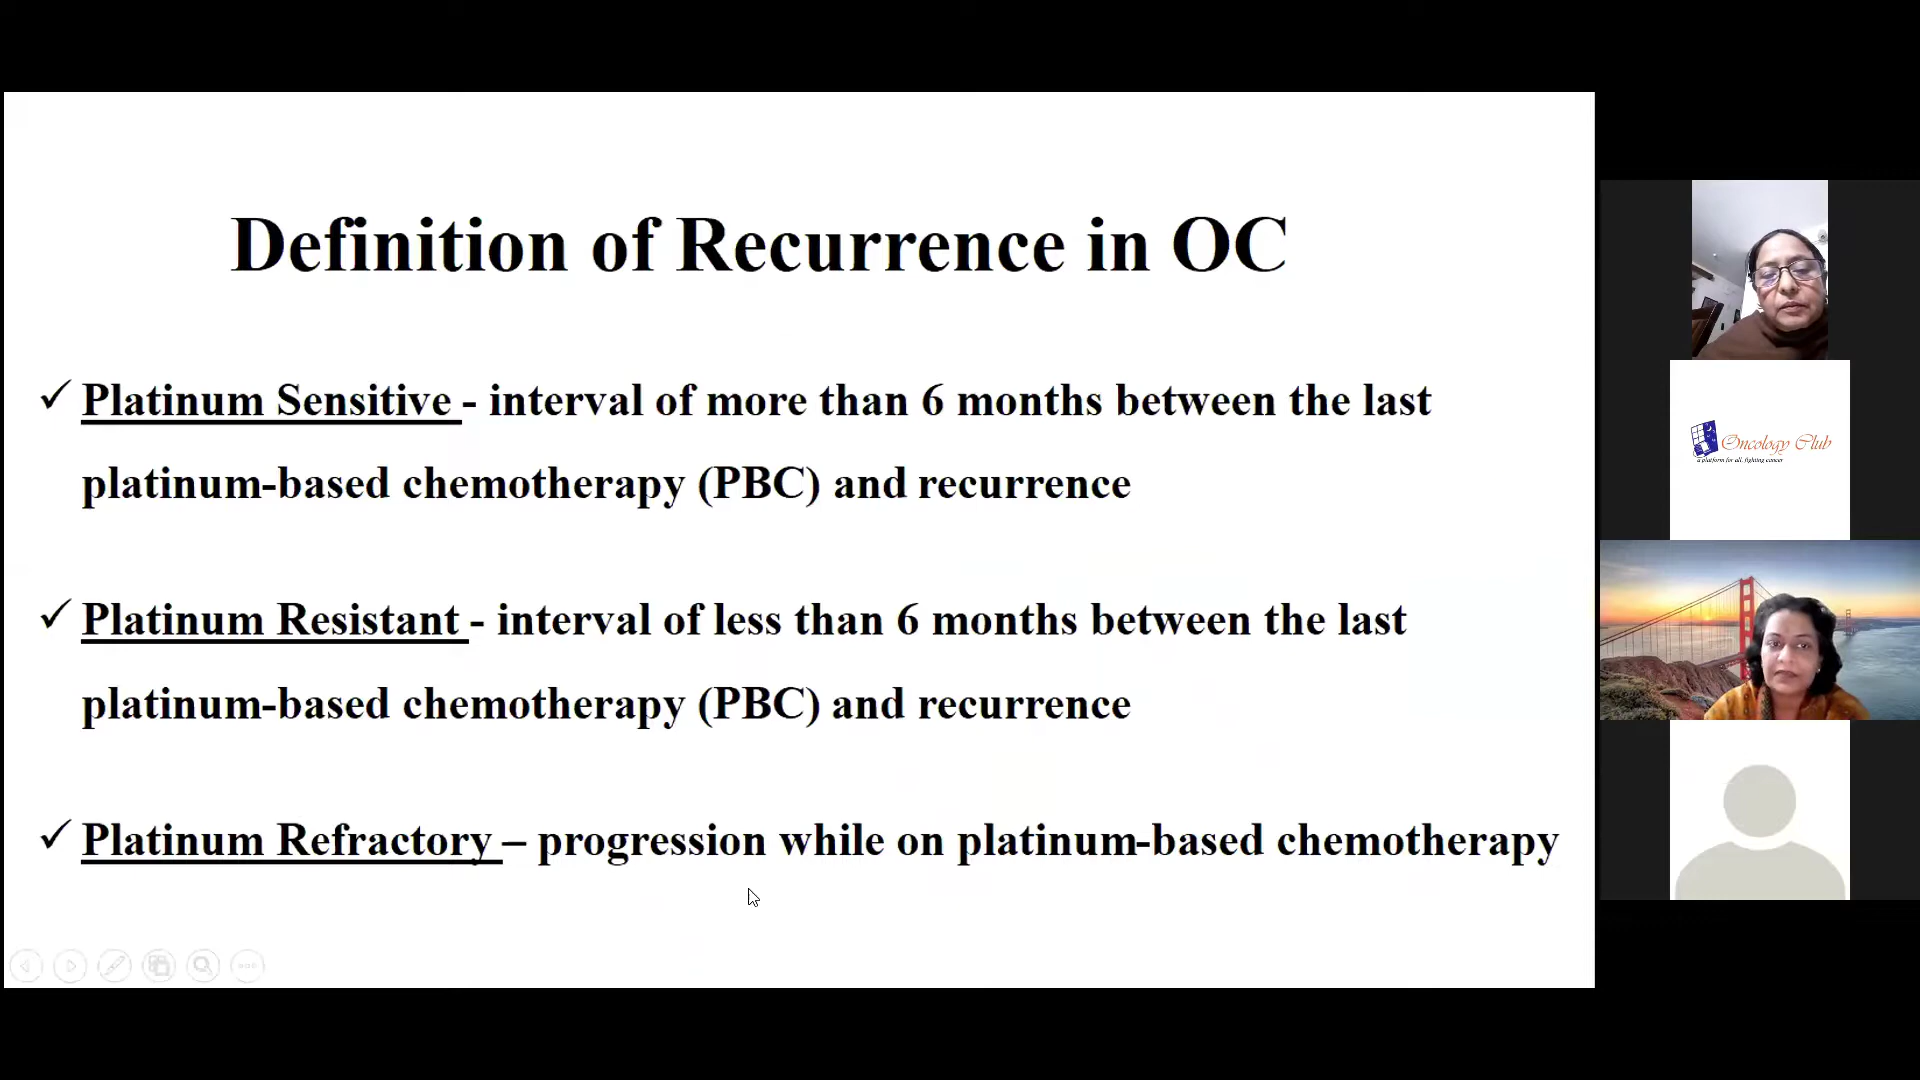 Definition of Recurrence in OC
✓ Platinum Sensitive - interval of more than 6 months between the last
platinum-based chemotherapy (PBC) and recurrence
✓ Platinum Resistant - interval of less than 6 months between the last
platinum-based chemotherapy (PBC) and recurrence
✓ Platinum Refractory – progression while on platinum-based chemotherapy
Oncology Club
a platform for all, fighting cancer